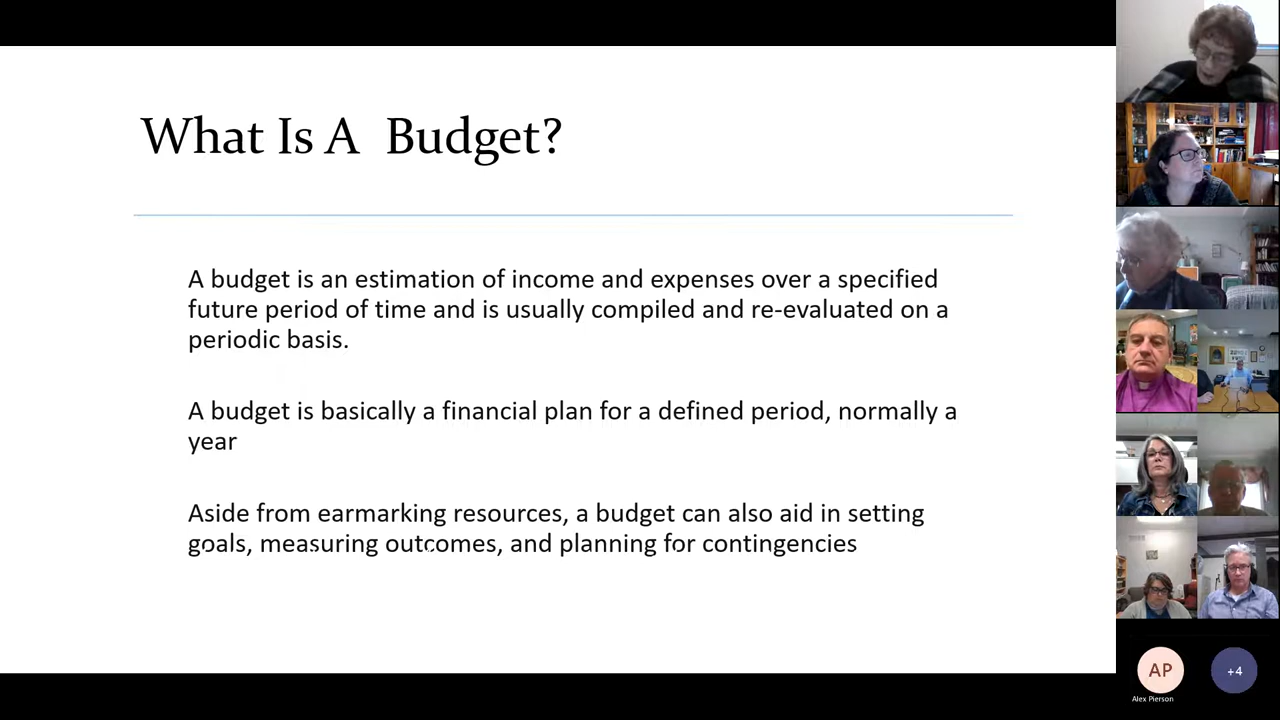 What Is A Budget?
A budget is an estimation of income and expenses over a specified
future period of time and is usually compiled and re-evaluated on a
periodic basis.
A budget is basically a financial plan for a defined period, normally a
year
Aside from earmarking resources, a budget can also aid in setting
goals, measuring outcomes, and planning for contingencies
AP
+4
Alex Pierson